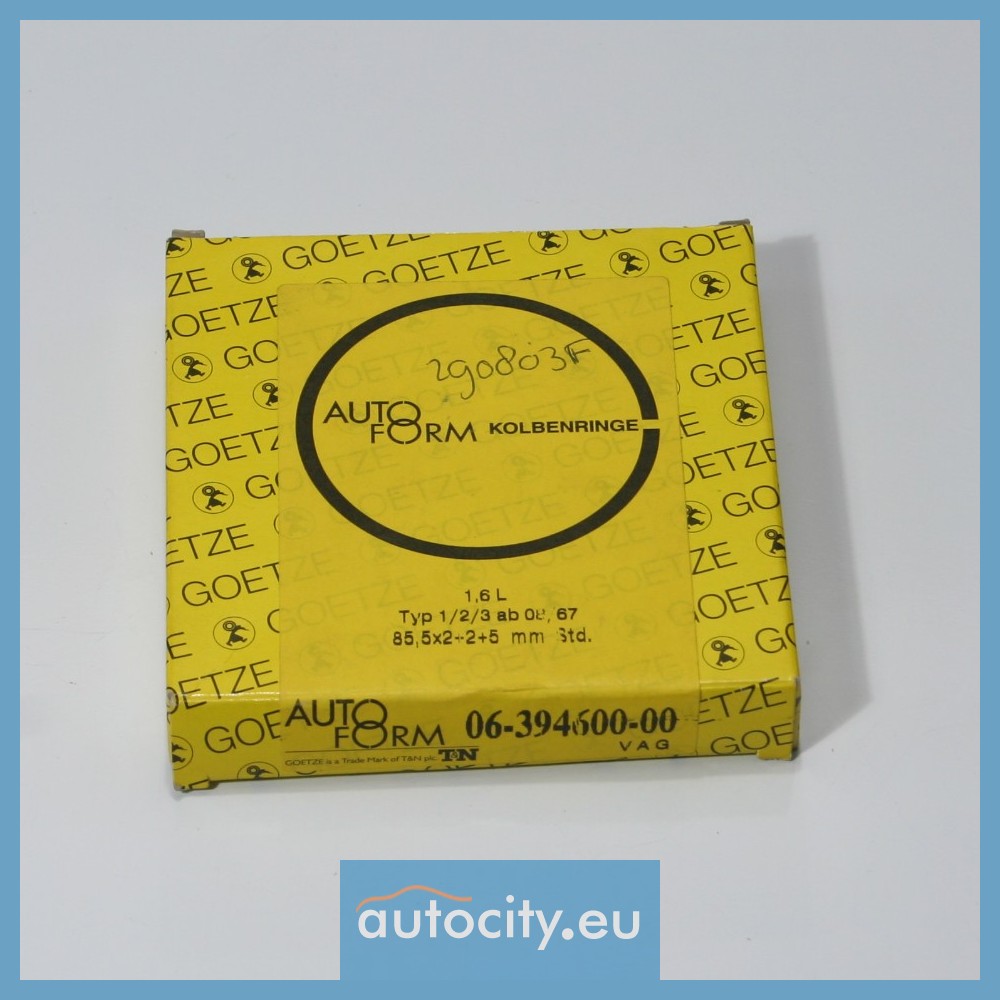 GOETZE
290803F
AUTO
FORM KOLBENRINGE
1,6 L
Typ 1/2/3 ab 08, 67
85,5x2+2+5 mm Std.
AUTO
FORM 06-394600-00
VAG
GOETZE is a Trade Mark of T&N plc. T&N
autocity.eu